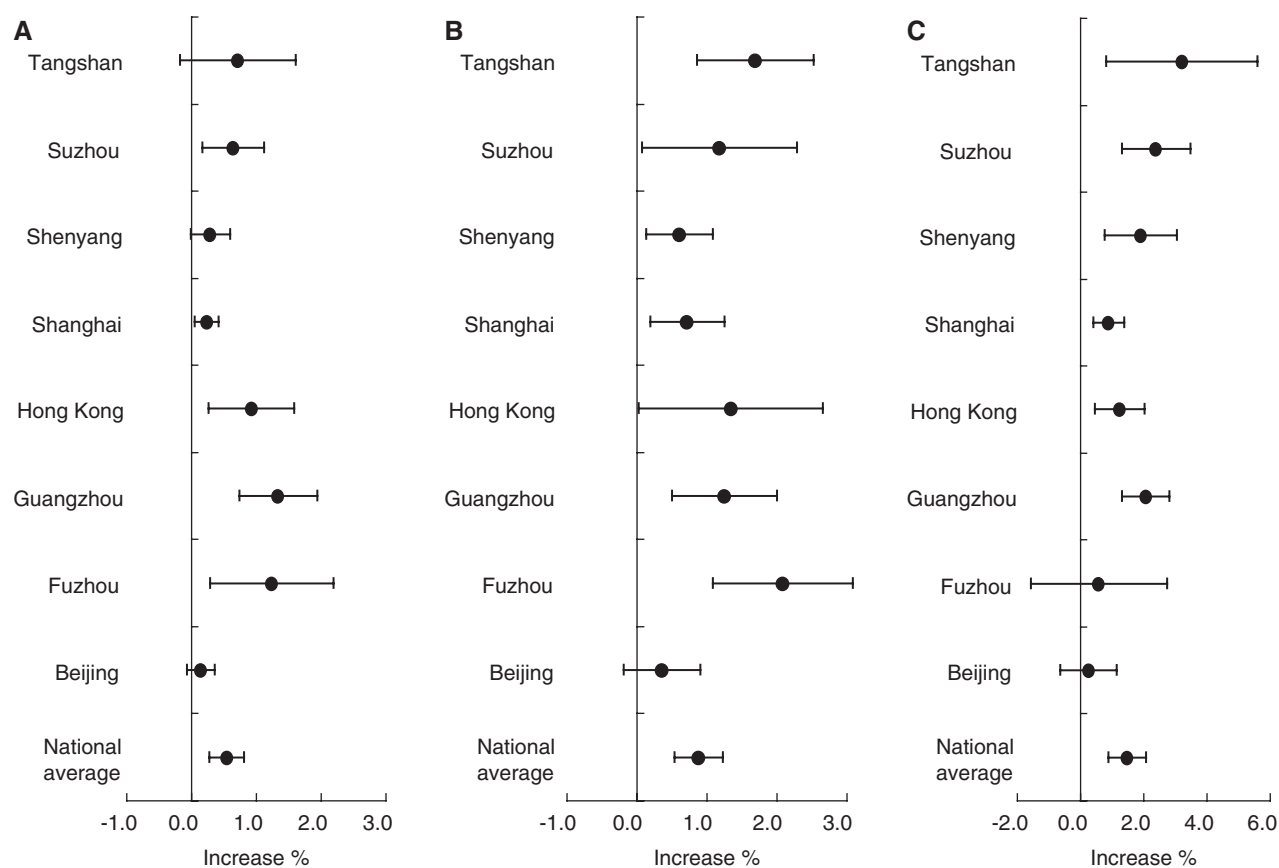 A
Tangshan
Suzhou
Shenyang
Shanghai
Hong Kong
Guangzhou
Fuzhou
Beijing
National
average
-1.0 0.0 1.0 2.0 3.0
Increase %
B
Tangshan
Suzhou
Shenyang
Shanghai
Hong Kong
Guangzhou
Fuzhou
Beijing
National
average
-1.0 0.0 1.0 2.0 3.0
Increase %
C
Tangshan
Suzhou
Shenyang
Shanghai
Hong Kong
Guangzhou
Fuzhou
Beijing
National
average
-2.0 0.0 2.0 4.0 6.0
Increase %